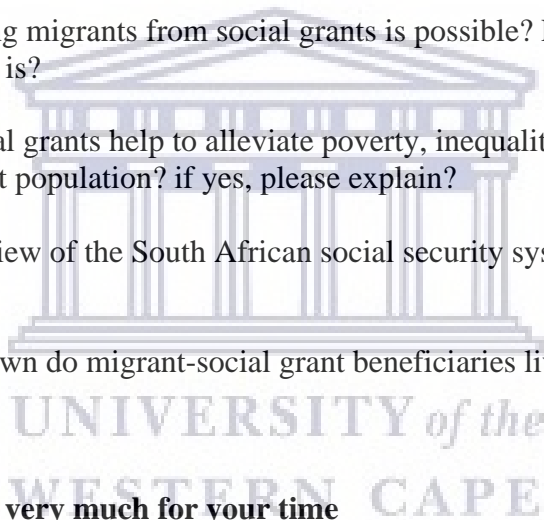 ng migrants from social grants is possible? I
is?
al grants help to alleviate poverty, inequalit
t population? if yes, please explain?
iew of the South African social security sys
wn do migrant-social grant beneficiaries li
UNIVERSITY of the
very much for your time
WESTERN CAPE